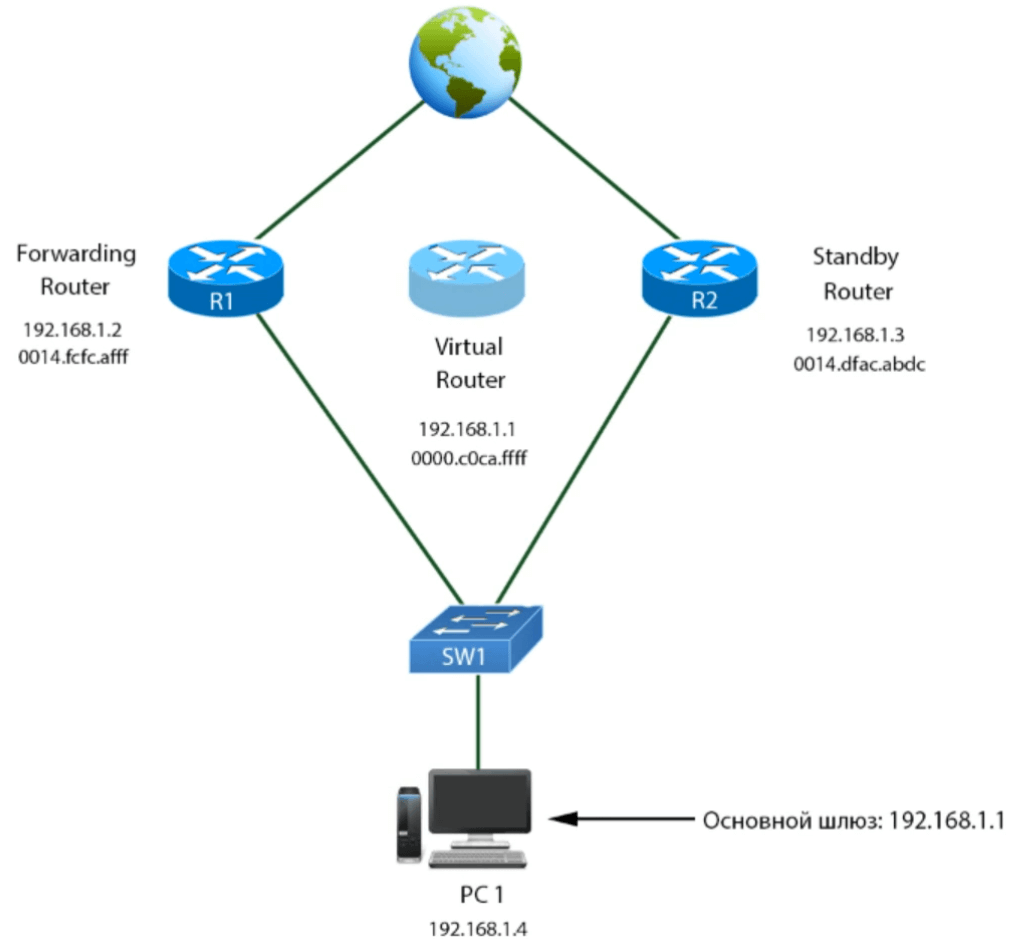 Forwarding
Router
192.168.1.2
0014.fcfc.afff
R1
Virtual
Router
192.168.1.1
0000.c0ca.ffff
R2
Standby
Router
192.168.1.3
0014.dfac.abdc
SW1
Основной шлюз: 192.168.1.1
PC 1
192.168.1.4